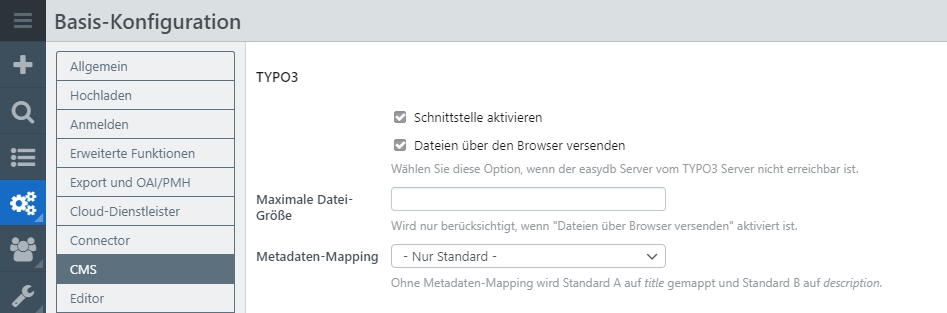 Basis-Konfiguration
Allgemein
Hochladen
Anmelden
Erweiterte Funktionen
Export und OAI/PMH
Cloud-Dienstleister
Connector
CMS
Editor
TYPO3
Schnittstelle aktivieren
Dateien über den Browser versenden
Wählen Sie diese Option, wenn der easydb Server vom TYPO3 Server nicht erreichbar ist.
Maximale Datei-
Größe
Wird nur berücksichtigt, wenn "Dateien über Browser versenden" aktiviert ist.
Metadaten-Mapping
- Nur Standard -
Ohne Metadaten-Mapping wird Standard A auf title gemappt und Standard B auf description.